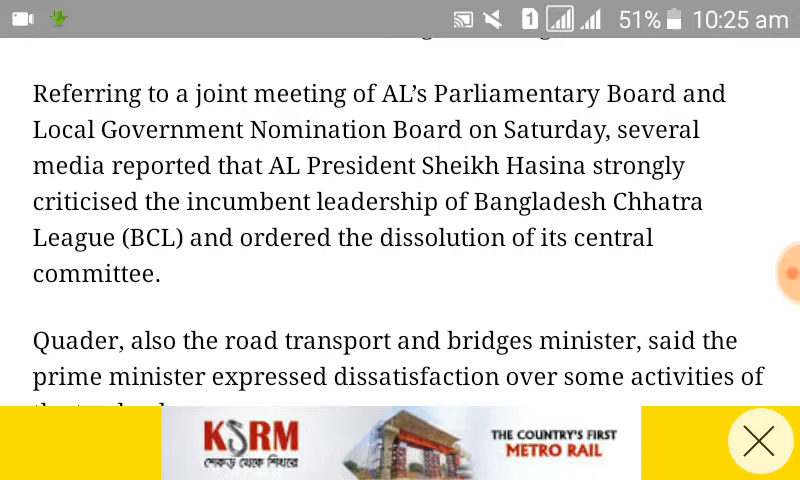 1 51% 10:25 am
Referring to a joint meeting of AL’s Parliamentary Board and
Local Government Nomination Board on Saturday, several
media reported that AL President Sheikh Hasina strongly
criticised the incumbent leadership of Bangladesh Chhatra
League (BCL) and ordered the dissolution of its central
committee.
Quader, also the road transport and bridges minister, said the
prime minister expressed dissatisfaction over some activities of
KSRM
শেকড় থেকে শিখরে
THE COUNTRY'S FIRST
METRO RAIL